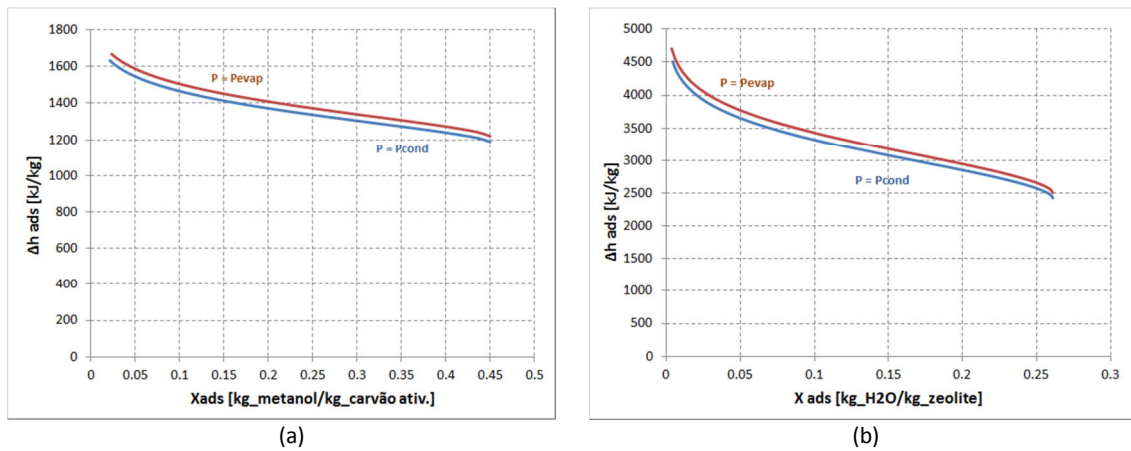 1800
1600
1400
1200
1000
800
600
400
200
0
Δh ads [kJ/kg]
P = Pevap
P = Pcond
0 0.05 0.1 0.15 0.2 0.25 0.3 0.35 0.4 0.45 0.5
Xads [kg_metanol/kg_carvão ativ.]
(a)
5000
4500
4000
3500
3000
2500
1500
1000
500
0
Δh ads [kJ/kg]
P = Pevap
P = Pcond
0 0.05 0.1 0.15 0.2 0.25 0.3
X ads [kg_H2O/kg_zeolite]
(b)